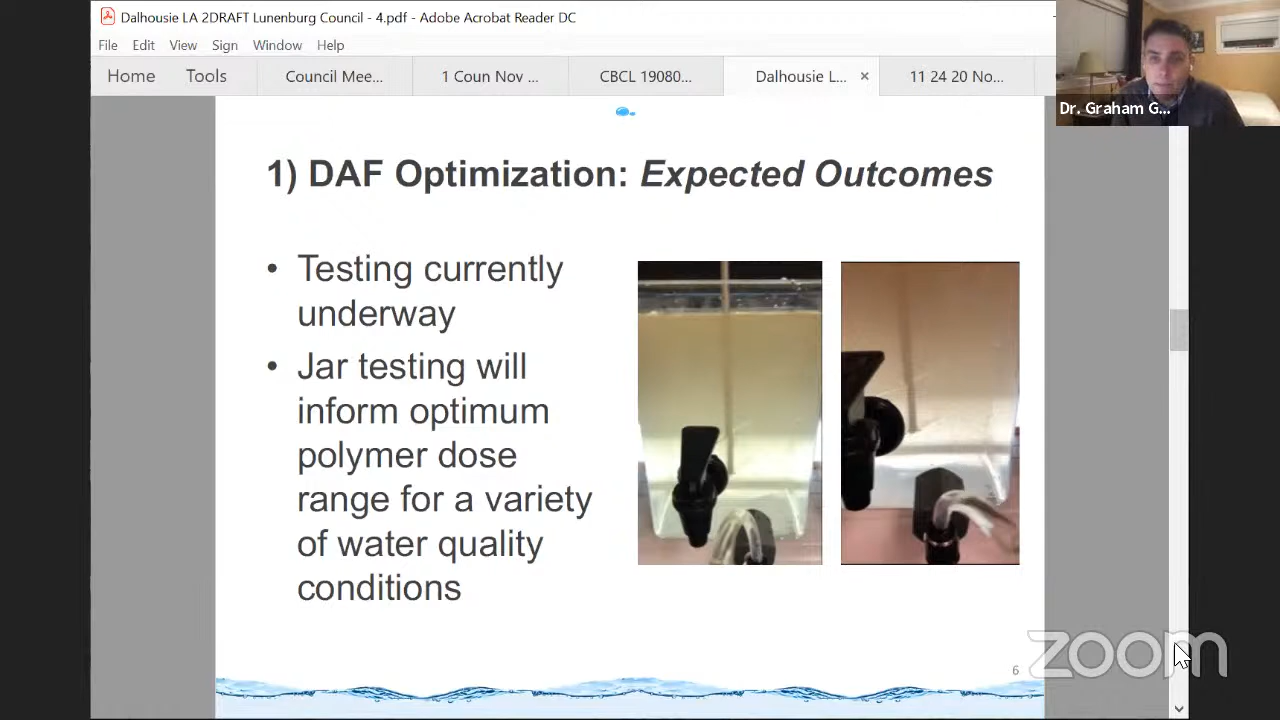 Dalhousie LA 2DRAFT Lunenburg Council - 4.pdf - Adobe Acrobat Reader DC
File Edit View Sign Window Help
Home Tools Council Mee... 1 Coun Nov ... CBCL 19080... Dalhousie L... × 11 24 20 No...
Dr. Graham G...
1) DAF Optimization: Expected Outcomes
• Testing currently
underway
• Jar testing will
inform optimum
polymer dose
range for a variety
of water quality
conditions
6
zoom